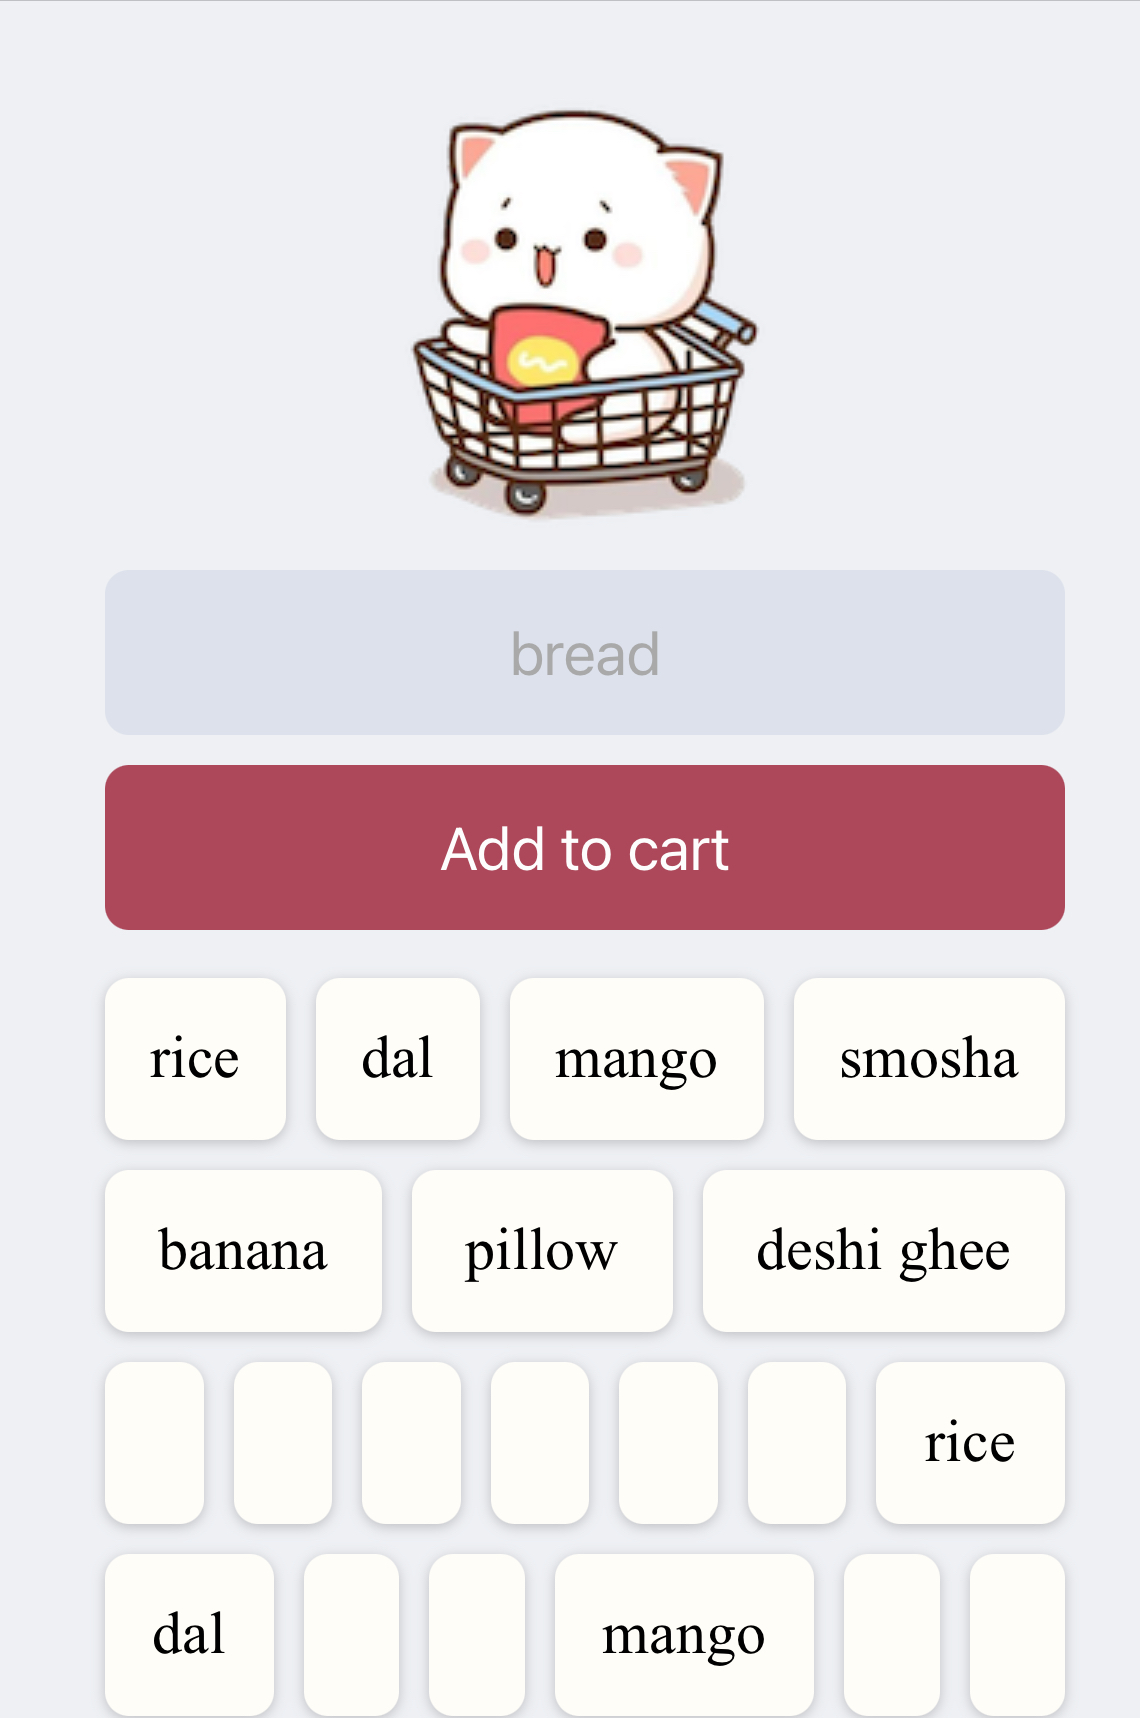 bread
Add to cart
rice dal mango smosha
banana pillow deshi ghee
rice
dal mango